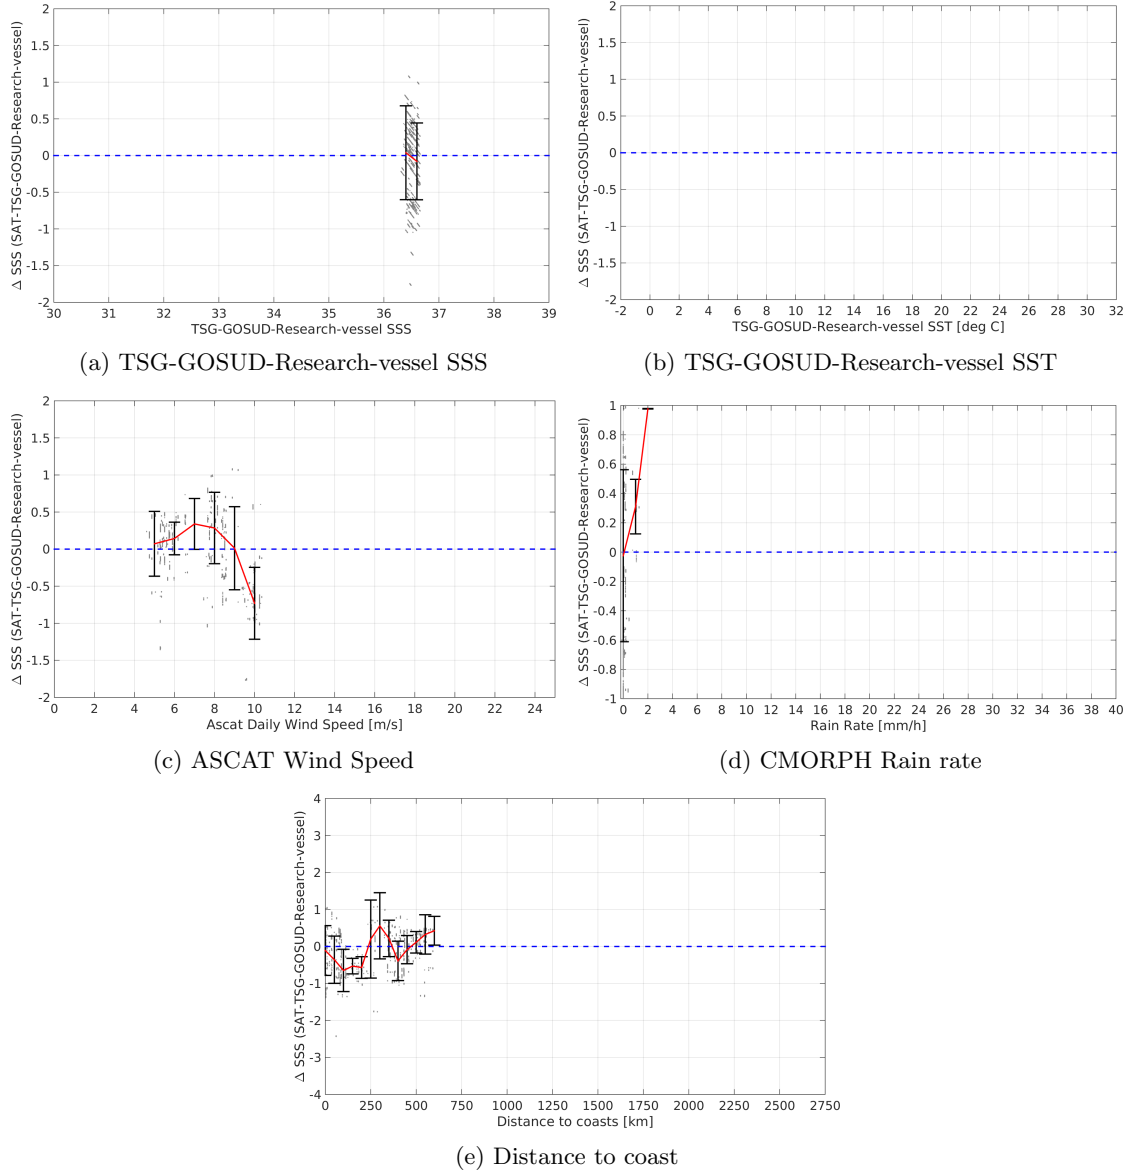 Δ SSS (SAT-TSG-GOSUD-Research-vessel)
2
1.5
1
0.5
0
-0.5
-1
-1.5
-2
30 31 32 33 34 35 36 37 38 39
TSG-GOSUD-Research-vessel SSS
(a) TSG-GOSUD-Research-vessel SSS
Δ SSS (SAT-TSG-GOSUD-Research-vessel)
2
1.5
1
0.5
0
-0.5
-1
-1.5
-2
-2 0 2 4 6 8 10 12 14 16 18 20 22 24 26 28 30 32
TSG-GOSUD-Research-vessel SST [deg C]
(b) TSG-GOSUD-Research-vessel SST
Δ SSS (SAT-TSG-GOSUD-Research-vessel)
2
1.5
1
0.5
0
-0.5
-1
-1.5
-2
0 2 4 6 8 10 12 14 16 18 20 22 24
Ascat Daily Wind Speed [m/s]
(c) ASCAT Wind Speed
Δ SSS (SAT-TSG-GOSUD-Research-vessel)
1
0.8
0.6
0.4
0.2
0
-0.2
-0.4
-0.6
-0.8
-1
0 2 4 6 8 10 12 14 16 18 20 22 24 26 28 30 32 34 36 38 40
Rain Rate [mm/h]
(d) CMORPH Rain rate
Δ SSS (SAT-TSG-GOSUD-Research-vessel)
4
3
2
1
0
-1
-2
-3
-4
0 250 500 750 1000 1250 1500 1750 2000 2250 2500 2750
Distance to coasts [km]
(e) Distance to coast